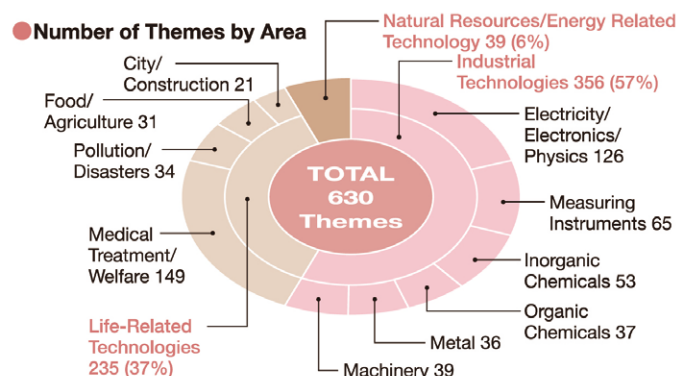 Number of Themes by Area
Natural Resources/Energy Related
Technology 39 (6%)
Industrial
Technologies 356 (57%)
City/
Construction 21
Food/
Agriculture 31
Pollution/
Disasters 34
Medical
Treatment/
Welfare 149
Life-Related
Technologies
235 (37%)
TOTAL
630
Themes
Electricity/
Electronics/
Physics 126
Measuring
Instruments 65
Inorganic
Chemicals 53
Organic
Chemicals 37
Metal 36
Machinery 39